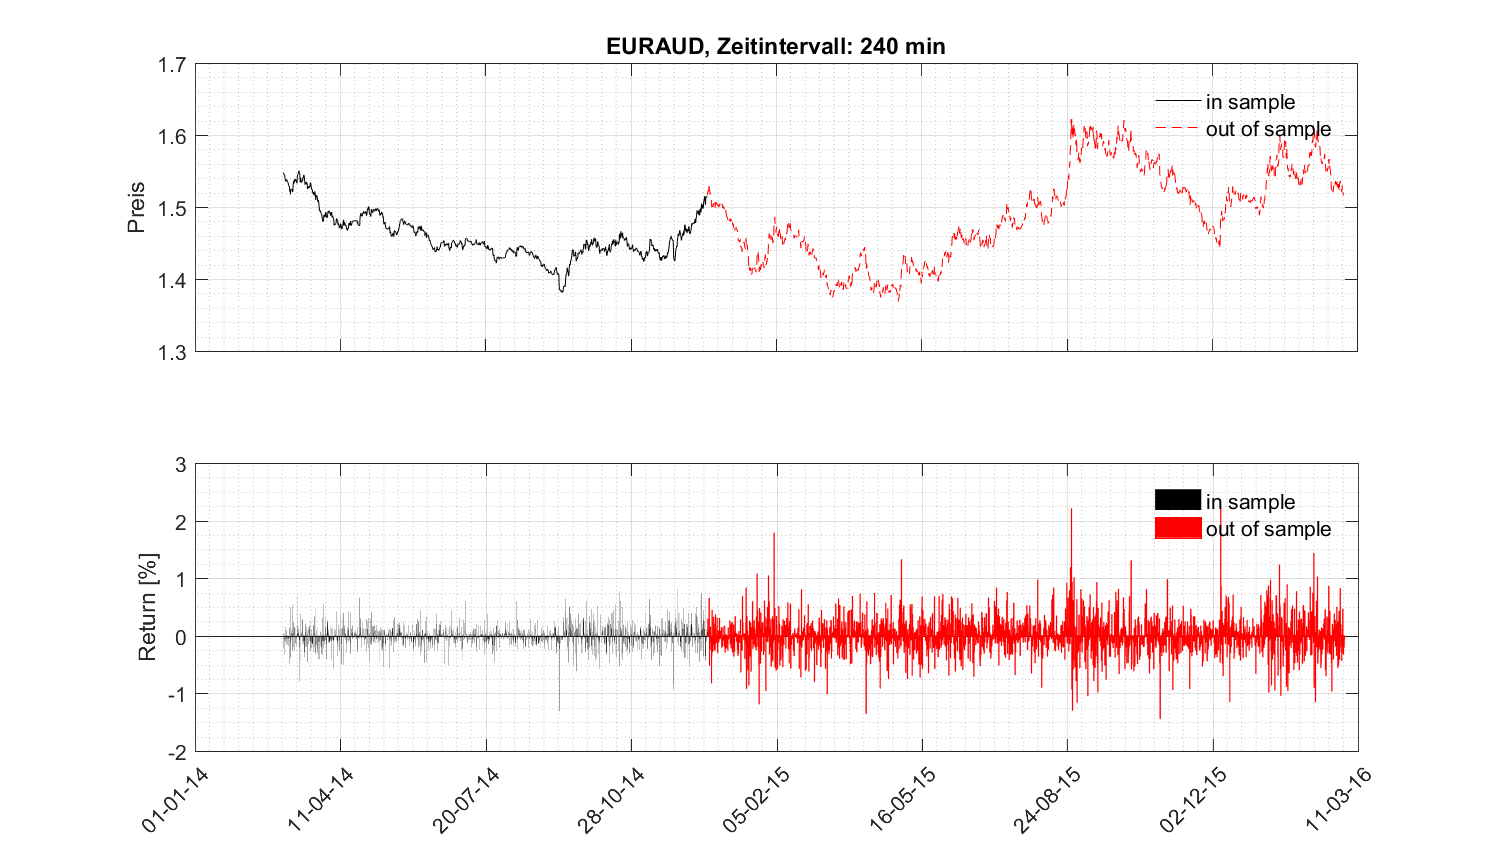 EURAUD, Zeitintervall: 240 min
1.7
1.6
1.5
1.4
1.3
Preis
in sample
out of sample
3
2
1
0
-1
-2
Return [%]
in sample
out of sample
01-01-14
11-04-14
20-07-14
28-10-14
05-02-15
16-05-15
24-08-15
02-12-15
11-03-16